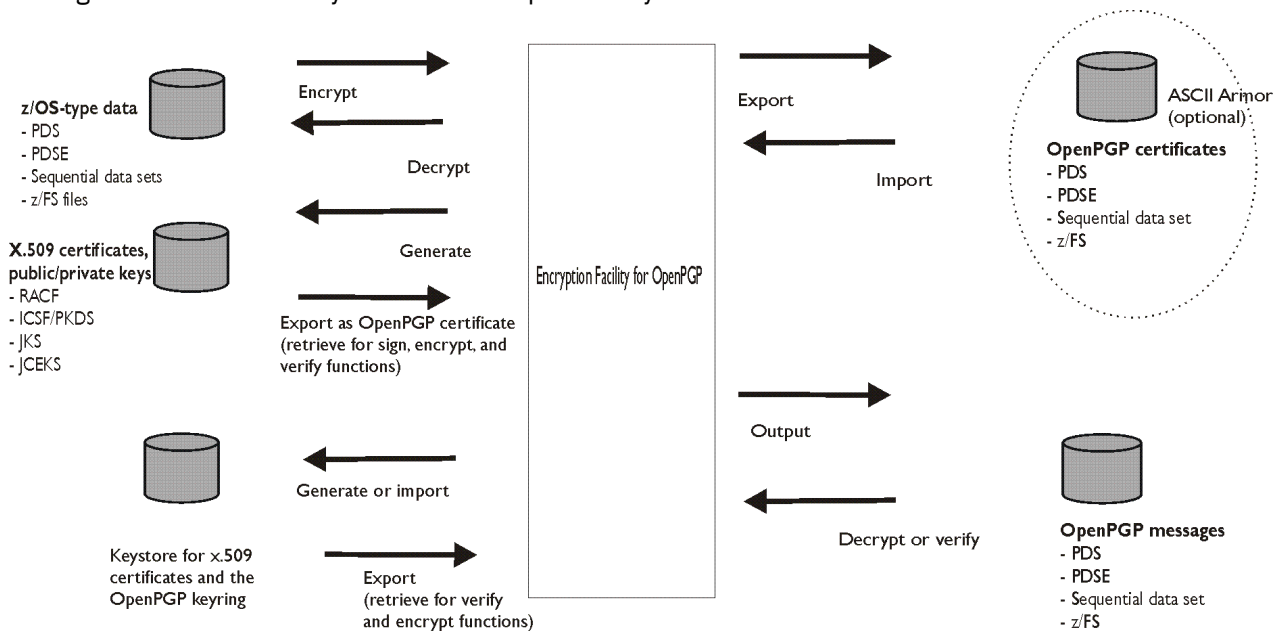 Encrypt
z/OS-type data
- PDS
- PDSE
- Sequential data sets
- z/FS files
Decrypt
Generate
X.509 certificates,
public/private keys
- RACF
- ICSF/PKDS
- JKS
- JCEKS
Export as OpenPGP certificate
(retrieve for sign, encrypt, and
verify functions)
Generate or import
Keystore for x.509
certificates and the
OpenPGP keyring
Export
(retrieve for verify
and encrypt functions)
Encryption Facility for OpenPGP
Export
Import
ASCII Armor
(optional)
OpenPGP certificates
- PDS
- PDSE
- Sequential data set
- z/FS
Output
Decrypt or verify
OpenPGP messages
- PDS
- PDSE
- Sequential data set
- z/FS